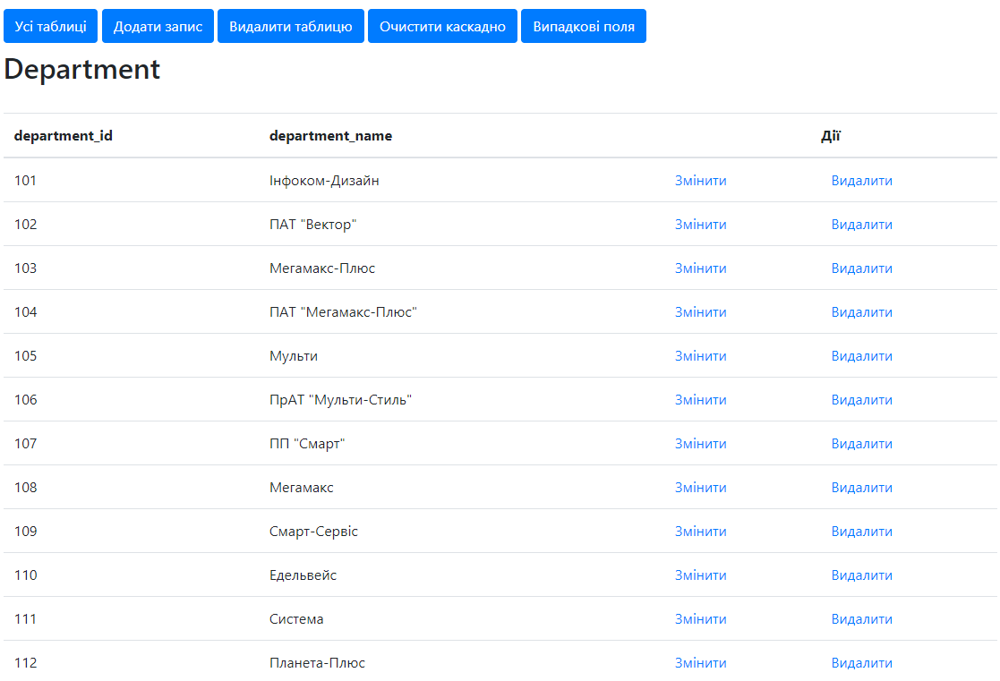 Усі таблиці Додати запис Видалити таблицю Очистити каскадно Випадкові поля
Department
department_id department_name Дії
101 Інфоком-Дизайн Змінити Видалити
102 ПАТ "Вектор" Змінити Видалити
103 Мегамакс-Плюс Змінити Видалити
104 ПАТ "Мегамакс-Плюс" Змінити Видалити
105 Мульти Змінити Видалити
106 ПрАТ "Мульти-Стиль" Змінити Видалити
107 ПП "Смарт" Змінити Видалити
108 Мегамакс Змінити Видалити
109 Смарт-Сервіс Змінити Видалити
110 Едельвейс Змінити Видалити
111 Система Змінити Видалити
112 Планета-Плюс Змінити Видалити